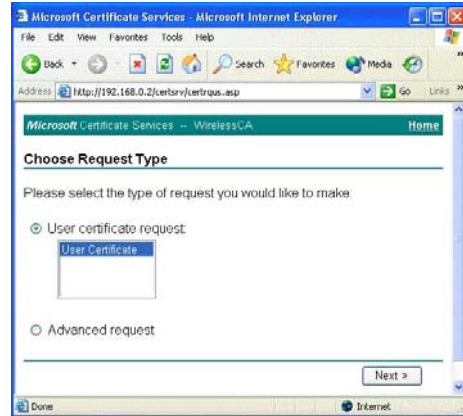 Microsoft Certificate Services - Microsoft Internet Explorer
File Edit View Favorites Tools Help
Back Search Favorites Media »
Address http://192.168.0.2/certsrv/certrqus.asp Go Links »
Microsoft Certificate Services -- WirelessCA Home
Choose Request Type
Please select the type of request you would like to make:
User certificate request:
User Certificate
Advanced request
Next >
Done Internet